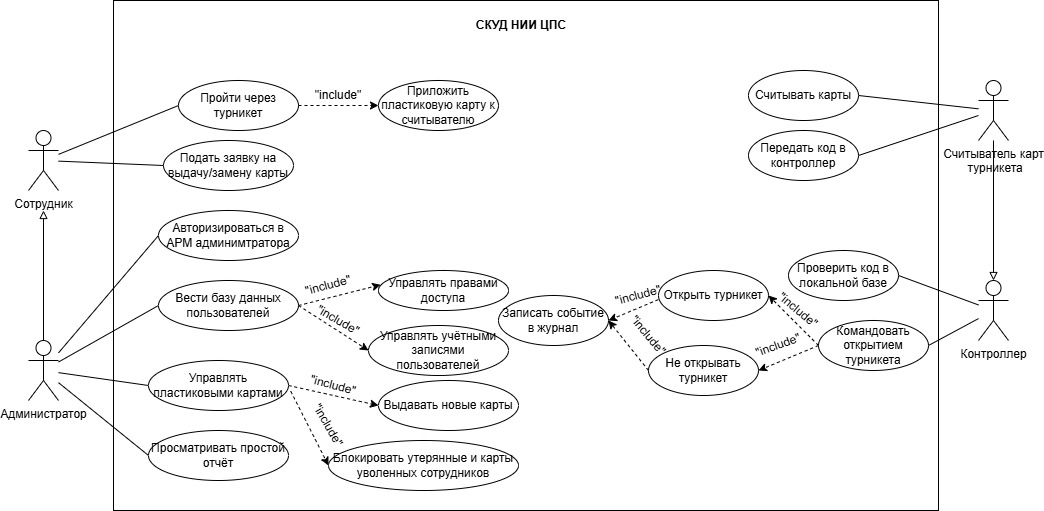 СКУД НИИ ЦПС
Пройти через
турникет
"include"
Приложить
пластиковую карту к
считывателю
Считывать карты
Подать заявку на
выдачу/замену карты
Передать код в
контроллер
Считыватель карт
турникета
Сотрудник
Авторизироваться в
АРМ админимтратора
Вести базу данных
пользователей
"include"
"include"
Управлять правами
доступа
Управлять учётными
записями
пользователей
Записать событие
в журнал
"include"
"include"
Открыть турникет
Не открывать
турникет
"include"
"include"
Проверить код в
локальной базе
Командовать
открытием
турникета
Контроллер
Администратор
Управлять
пластиковыми картами
"include"
"include"
Выдавать новые карты
Просматривать простой
отчёт
Блокировать утерянные и карты
уволенных сотрудников